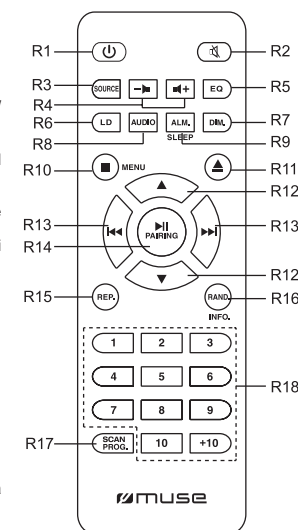 R1 R2
R3 SOURCE EQ R5
R4
R6 LD AUDIO ALM. DIM. R7
R8 SLEEP R9
R10 MENU R11
R12
R13 R13
R14 PAIRING
R12
R15 REP. RAND. R16
INFO.
1 2 3
4 5 6 R18
7 8 9
R17 SCAN PROG. 10 +10
muse